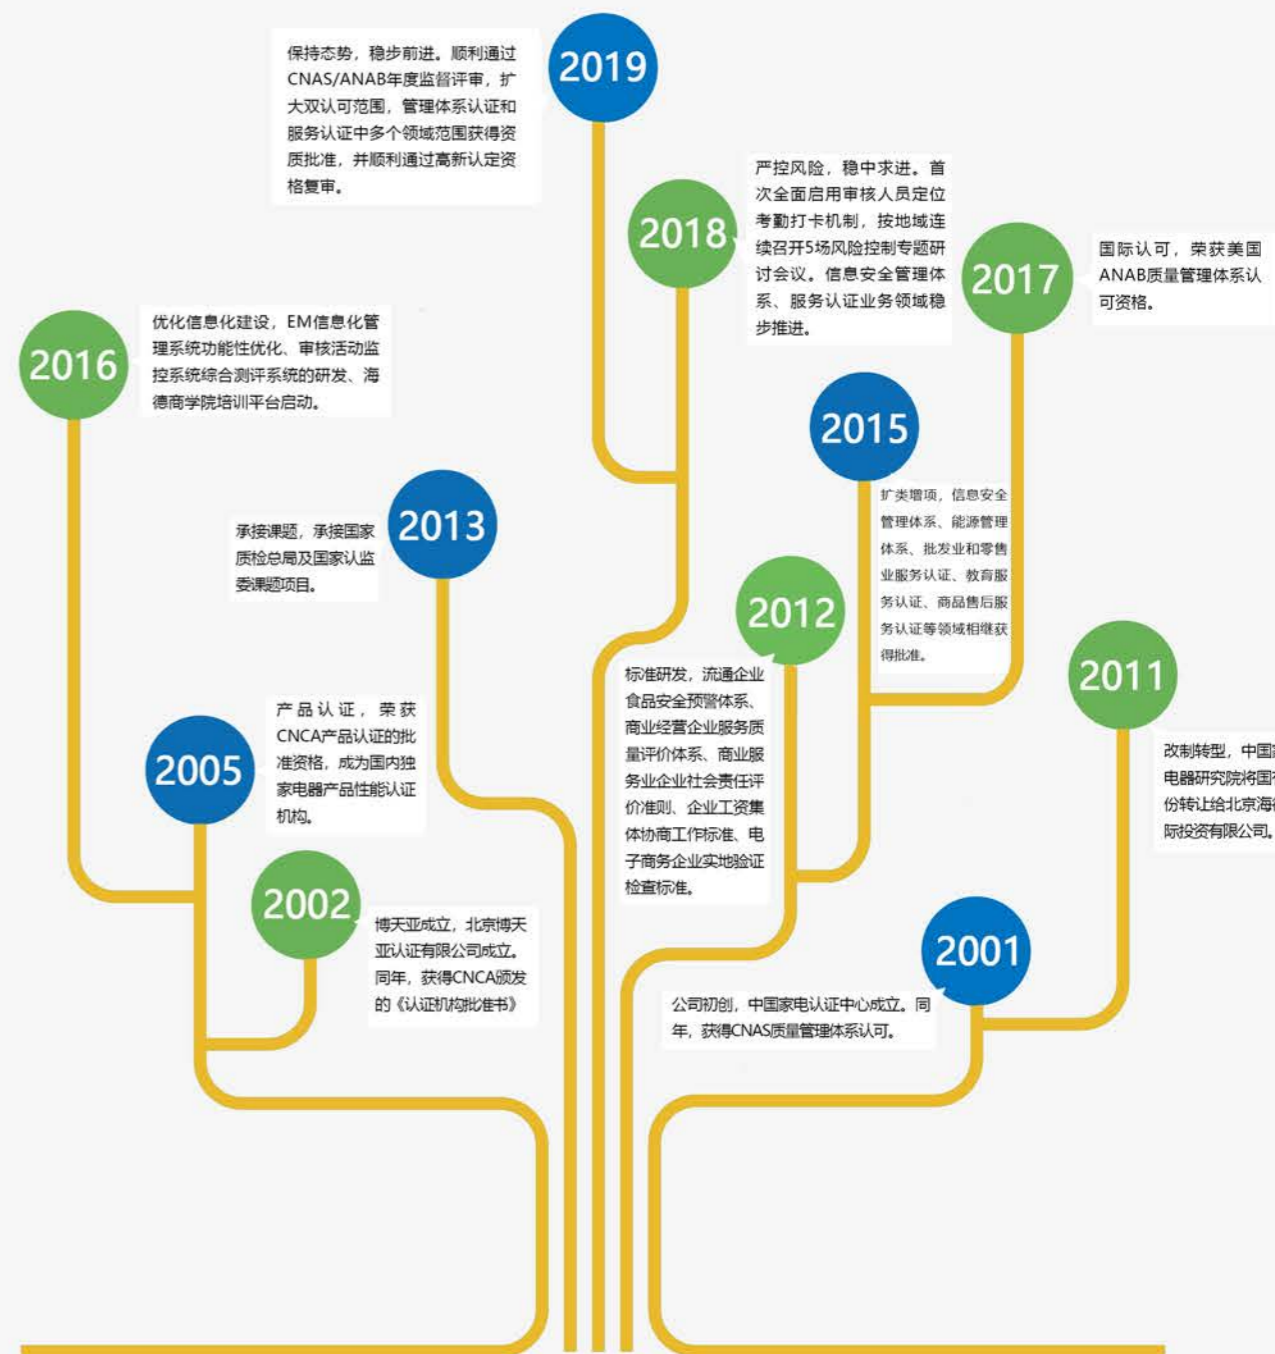 2019
保持态势，稳步前进。顺利通过
CNAS/ANAB年度监督评审，扩
大双认可范围，管理体系认证和
服务认证中多个领域范围获得资
质批准，并顺利通过高新认定资
格复审。
2018
严控风险，稳中求进。首
次全面启用审核人员定位
考勤打卡机制，按地域连
续召开5场风险控制专题研
讨会议。信息安全管理体
系、服务认证业务领域稳
步推进。
2017
国际认可，荣获美国
ANAB质量管理体系认
可资格。
2016
优化信息化建设，EM信息化管
理系统功能性优化、审核活动监
控系统综合测评系统的研发、海
德商学院培训平台启动。
2015
扩类增项，信息安全
管理体系、能源管理
体系、批发业和零售
业服务认证、教育服
务认证、商品售后服
务认证等领域相继获
得批准。
2013
承接课题，承接国家
质检总局及国家认监
委课题项目。
2012
标准研发，流通企业
食品安全预警体系、
商业经营企业服务质
量评价体系、商业服
务业企业社会责任评
价准则、企业工资集
体协商工作标准、电
子商务企业实地验证
检查标准。
2011
改制转型，中国
电器研究院将国
份转让给北京海
际投资有限公司。
2005
产品认证，荣获
CNCA产品认证的批
准资格，成为国内独
家电器产品性能认证
机构。
2002
博天亚成立，北京博天
亚认证有限公司成立。
同年，获得CNCA颁发
的《认证机构批准书》
2001
公司初创，中国家电认证中心成立。同
年，获得CNAS质量管理体系认可。